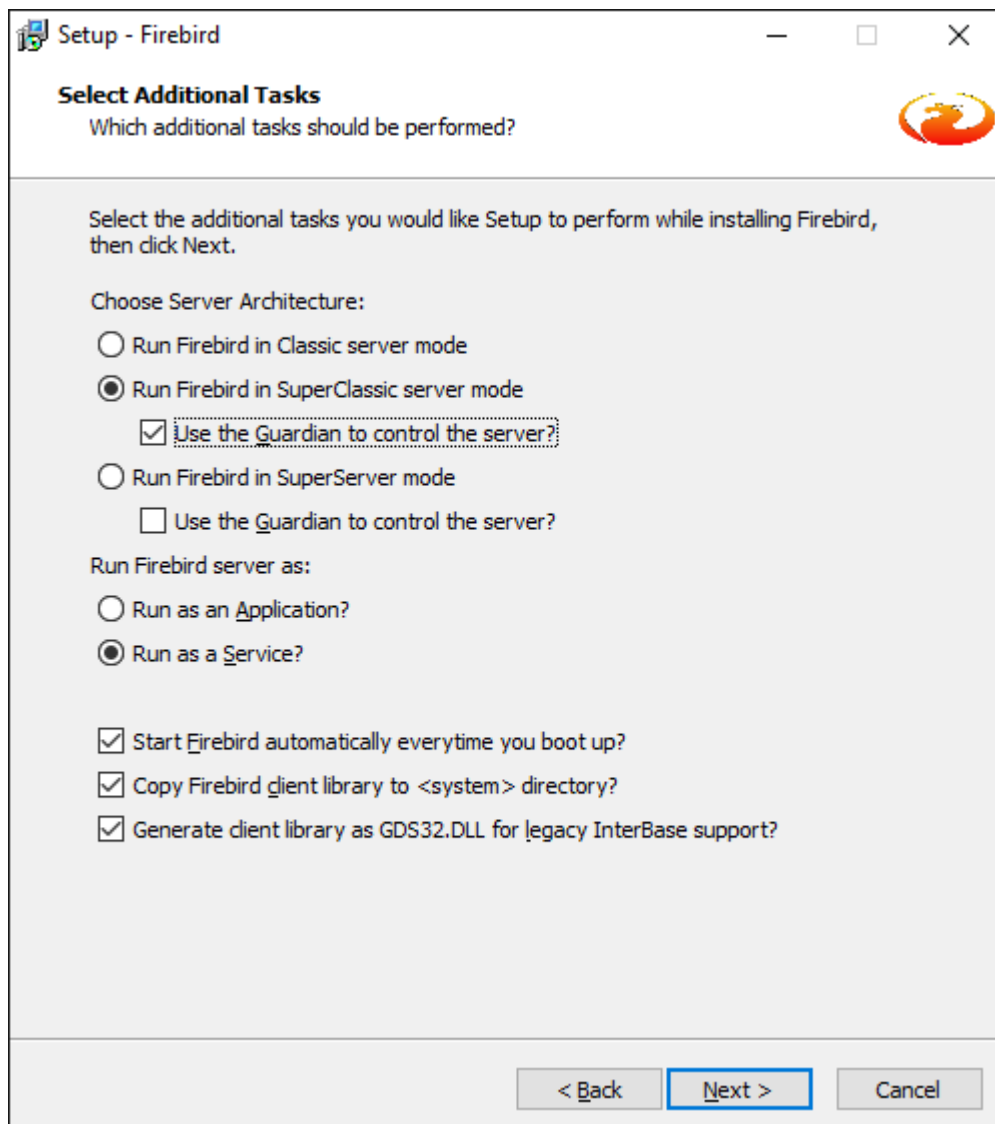 Setup - Firebird
Select Additional Tasks
Which additional tasks should be performed?
Select the additional tasks you would like Setup to perform while installing Firebird,
then click Next.
Choose Server Architecture:
Run Firebird in Classic server mode
Run Firebird in SuperClassic server mode
Use the Guardian to control the server?
Run Firebird in SuperServer mode
Use the Guardian to control the server?
Run Firebird server as:
Run as an Application?
Run as a Service?
Start Firebird automatically everytime you boot up?
Copy Firebird client library to <system> directory?
Generate client library as GDS32.DLL for legacy InterBase support?
< Back
Next >
Cancel